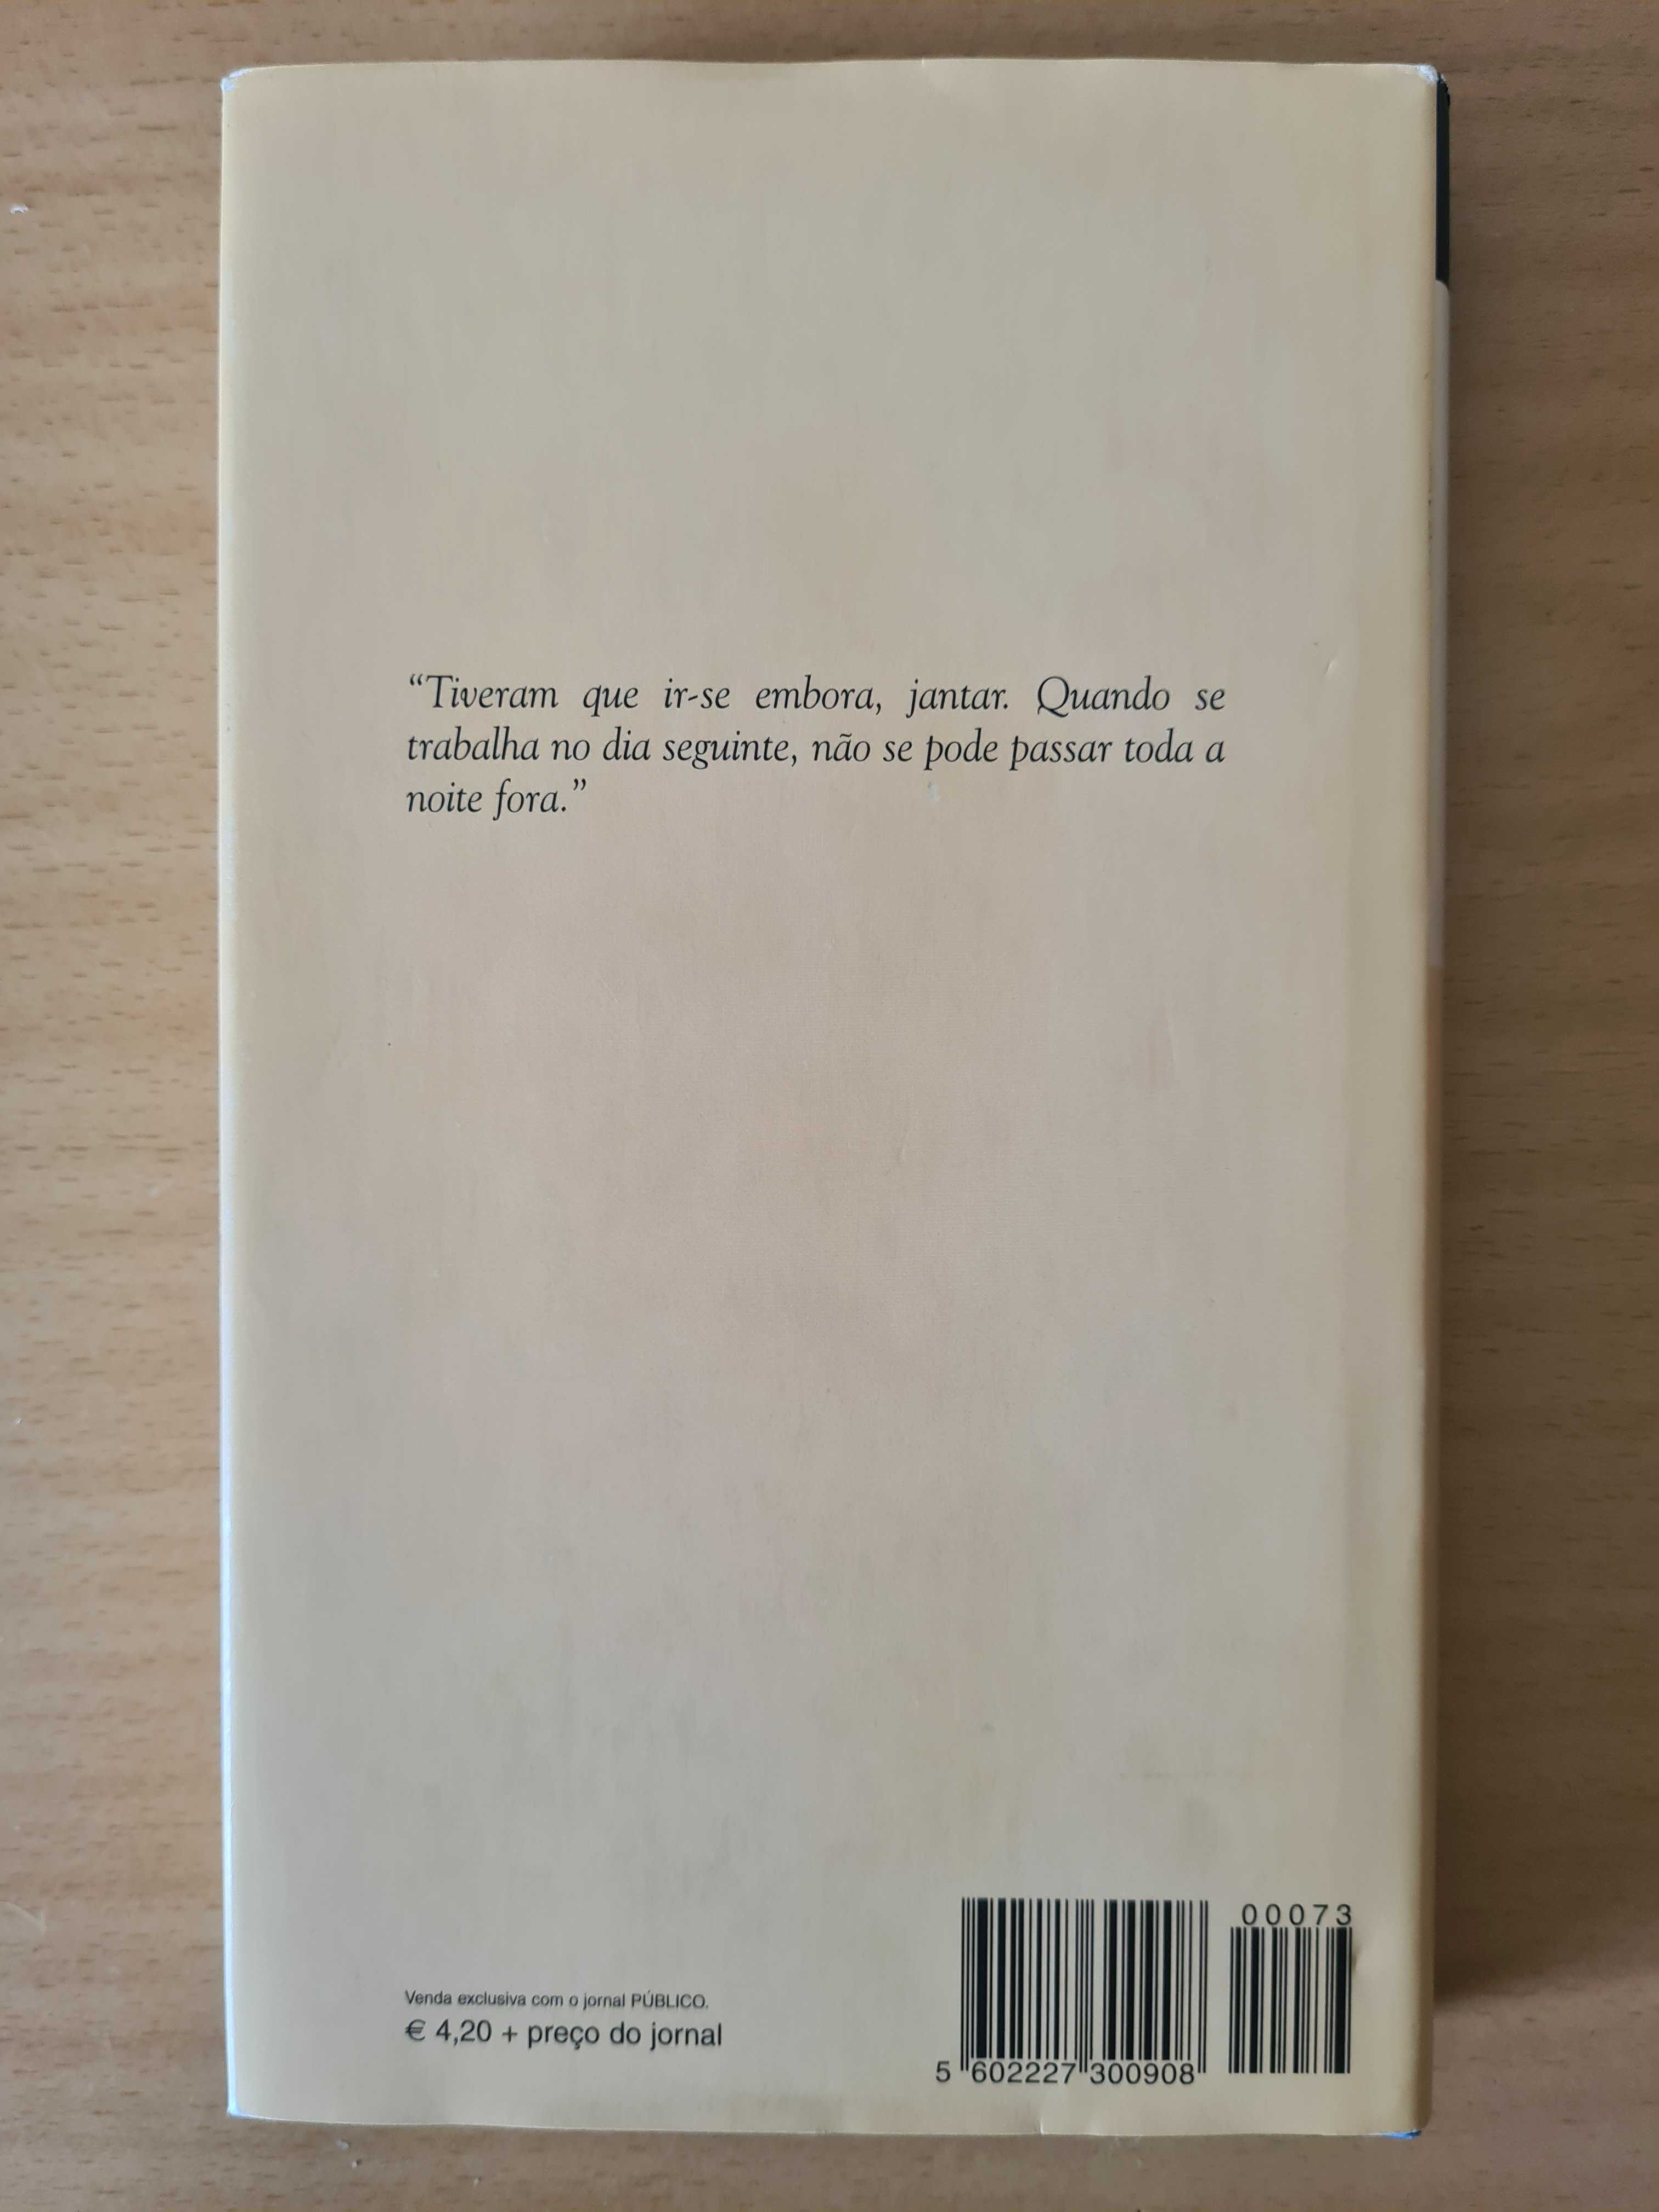 “Tiveram que ir-se embora, jantar. Quando se
trabalha no dia seguinte, não se pode passar toda a
noite fora.”
Venda exclusiva com o jornal PÚBLICO.
€ 4,20 + preço do jornal
00073
5 602227 300908